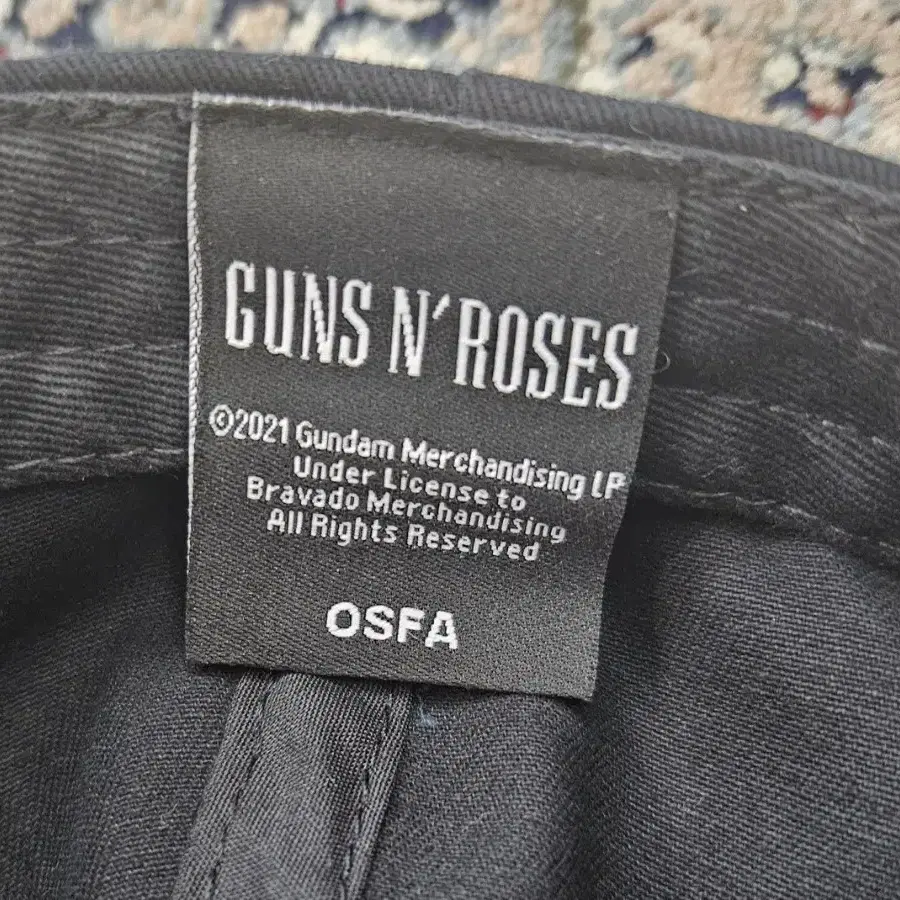 GUNS N' ROSES
©2021 Gundam Merchandising LP
Under License to
Bravado Merchandising
All Rights Reserved
OSFA